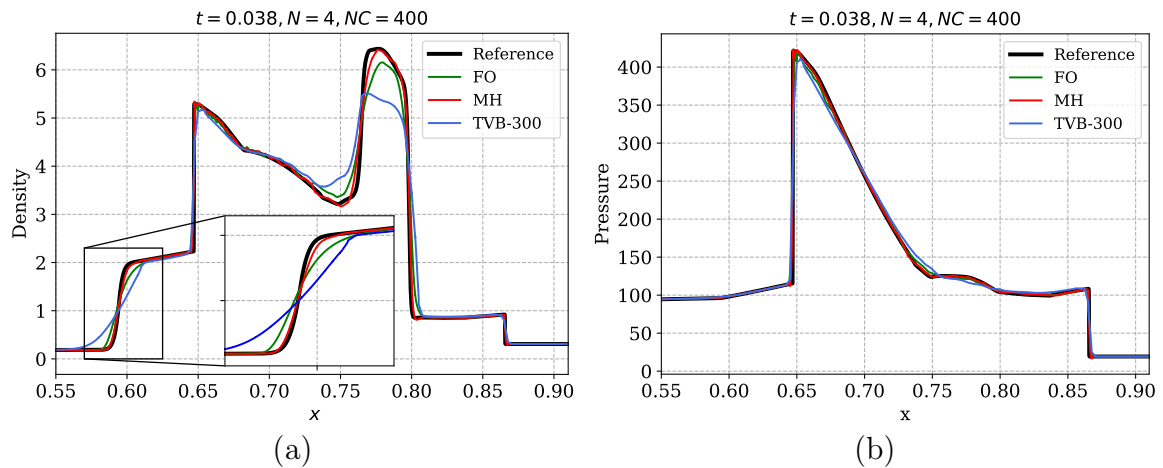 t = 0.038, N = 4, NC = 400
Density
6
5
4
3
2
1
0
Reference
FO
MH
TVB-300
0.55 0.60 0.65 0.70 0.75 0.80 0.85 0.90
x
(a)
t = 0.038, N = 4, NC = 400
Pressure
400
350
300
250
200
150
100
50
0
Reference
FO
MH
TVB-300
0.55 0.60 0.65 0.70 0.75 0.80 0.85 0.90
x
(b)